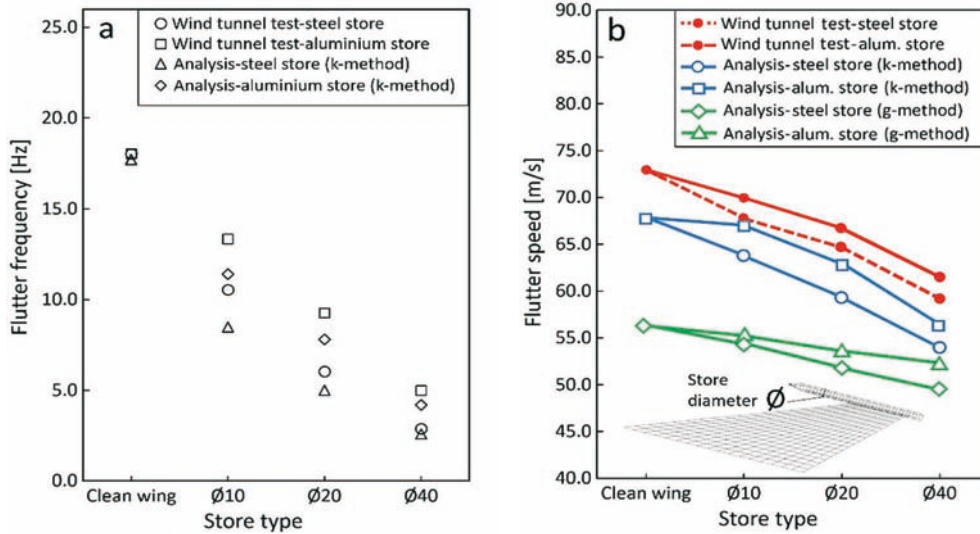 a
Wind tunnel test-steel store
Wind tunnel test-aluminium store
Analysis-steel store (k-method)
Analysis-aluminium store (k-method)
25.0
20.0
15.0
10.0
5.0
0.0
Flutter frequency [Hz]
Clean wing Ø10 Ø20 Ø40
Store type
b
Wind tunnel test-steel store
Wind tunnel test-alum. store
Analysis-steel store (k-method)
Analysis-alum. store (k-method)
Analysis-steel store (g-method)
Analysis-alum. store (g-method)
90.0
85.0
80.0
75.0
70.0
65.0
60.0
55.0
50.0
45.0
40.0
Flutter speed [m/s]
Store
diameter Ø
Clean wing Ø10 Ø20 Ø40
Store type